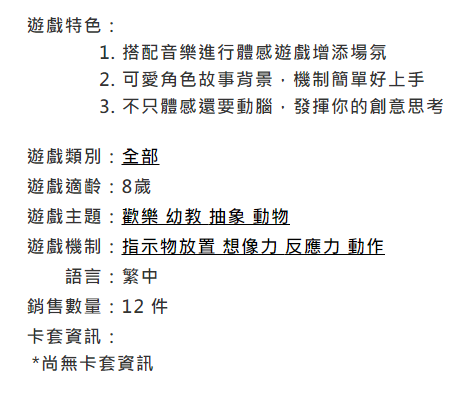 遊戲特色：
1. 搭配音樂進行體感遊戲增添場氛
2. 可愛角色故事背景，機制簡單好上手
3. 不只體感還要動腦，發揮你的創意思考
遊戲類別：全部
遊戲適齡：8歲
遊戲主題：歡樂 幼教 抽象 動物
遊戲機制：指示物放置 想像力 反應力 動作
語言：繁中
銷售數量：12 件
卡套資訊：
*尚無卡套資訊